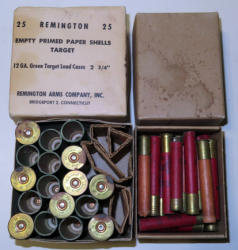 25 REMINGTON 25
EMPTY PRIMED PAPER SHELLS
TARGET
12 GA. Green Target Load Cases 2 3/4"
REMINGTON ARMS COMPANY, INC.
BRIDGEPORT 2, CONNECTICUT